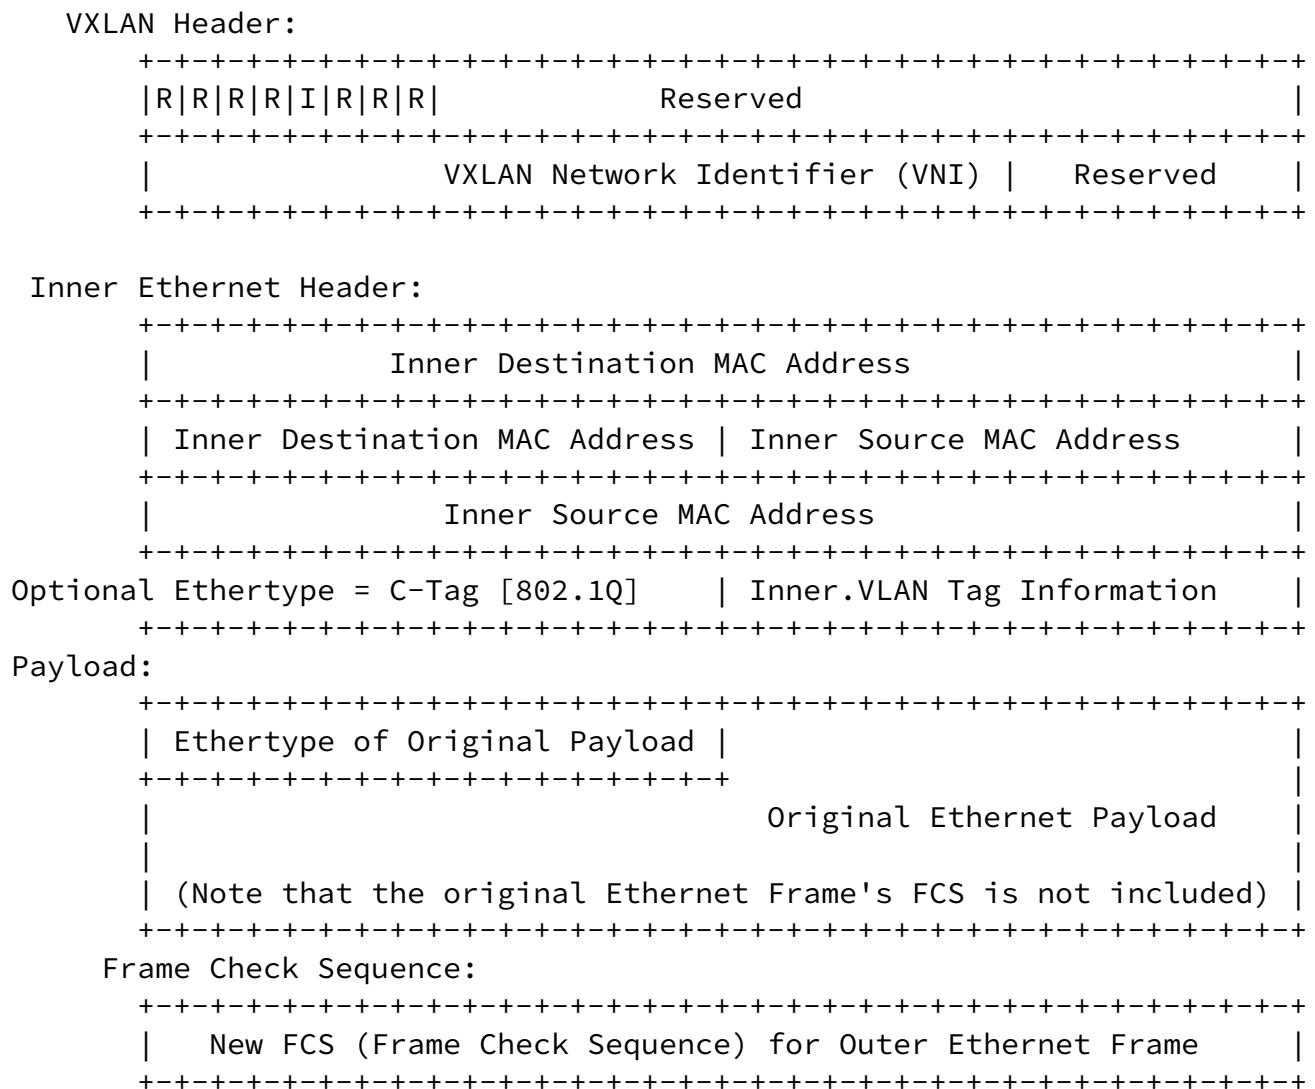 VXLAN Header:
+-+-+-+-+-+-+-+-+-+-+-+-+-+-+-+-+-+-+-+-+-+-+-+-+-+-+-+-+-+-+-+-+
|R|R|R|R|I|R|R|R|            Reserved                           |
+-+-+-+-+-+-+-+-+-+-+-+-+-+-+-+-+-+-+-+-+-+-+-+-+-+-+-+-+-+-+-+-+
|                VXLAN Network Identifier (VNI) |   Reserved    |
+-+-+-+-+-+-+-+-+-+-+-+-+-+-+-+-+-+-+-+-+-+-+-+-+-+-+-+-+-+-+-+-+
Inner Ethernet Header:
+-+-+-+-+-+-+-+-+-+-+-+-+-+-+-+-+-+-+-+-+-+-+-+-+-+-+-+-+-+-+-+-+
|             Inner Destination MAC Address                     |
+-+-+-+-+-+-+-+-+-+-+-+-+-+-+-+-+-+-+-+-+-+-+-+-+-+-+-+-+-+-+-+-+
| Inner Destination MAC Address | Inner Source MAC Address      |
+-+-+-+-+-+-+-+-+-+-+-+-+-+-+-+-+-+-+-+-+-+-+-+-+-+-+-+-+-+-+-+-+
|                Inner Source MAC Address                       |
+-+-+-+-+-+-+-+-+-+-+-+-+-+-+-+-+-+-+-+-+-+-+-+-+-+-+-+-+-+-+-+-+
Optional Ethertype = C-Tag [802.1Q]    | Inner.VLAN Tag Information    |
+-+-+-+-+-+-+-+-+-+-+-+-+-+-+-+-+-+-+-+-+-+-+-+-+-+-+-+-+-+-+-+-+
Payload:
+-+-+-+-+-+-+-+-+-+-+-+-+-+-+-+-+-+-+-+-+-+-+-+-+-+-+-+-+-+-+-+-+
| Ethertype of Original Payload |                               |
+-+-+-+-+-+-+-+-+-+-+-+-+-+-+-+-+                               |
|                                  Original Ethernet Payload    |
|                                                               |
| (Note that the original Ethernet Frame's FCS is not included) |
+-+-+-+-+-+-+-+-+-+-+-+-+-+-+-+-+-+-+-+-+-+-+-+-+-+-+-+-+-+-+-+-+
Frame Check Sequence:
+-+-+-+-+-+-+-+-+-+-+-+-+-+-+-+-+-+-+-+-+-+-+-+-+-+-+-+-+-+-+-+-+
|   New FCS (Frame Check Sequence) for Outer Ethernet Frame     |
+-+-+-+-+-+-+-+-+-+-+-+-+-+-+-+-+-+-+-+-+-+-+-+-+-+-+-+-+-+-+-+-+